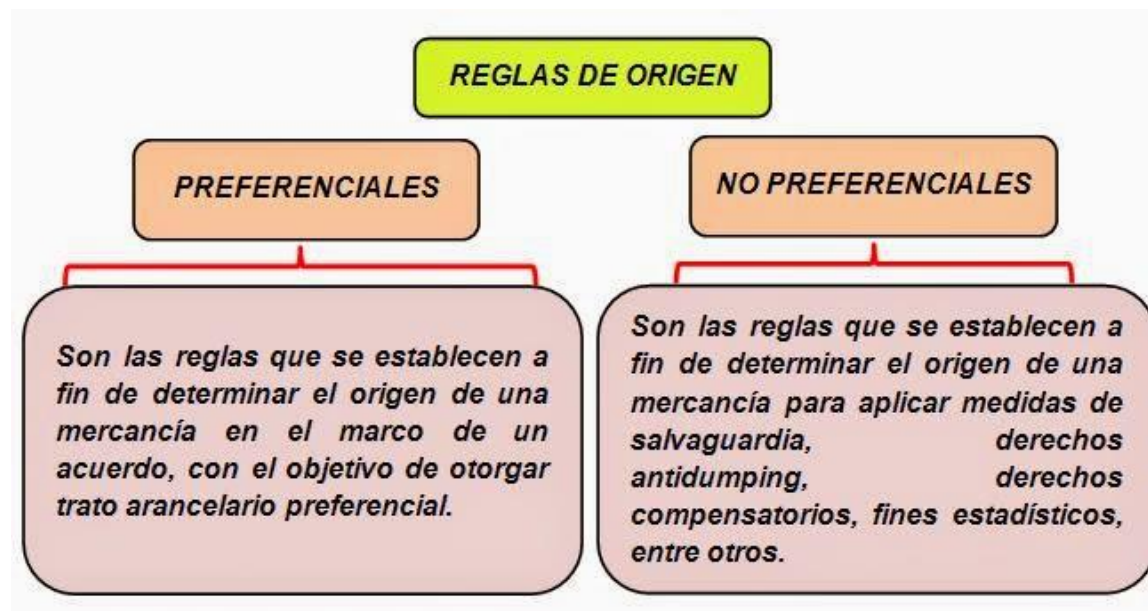 REGLAS DE ORIGEN
PREFERENCIALES
Son las reglas que se establecen a
fin de determinar el origen de una
mercancía en el marco de un
acuerdo, con el objetivo de otorgar
trato arancelario preferencial.
NO PREFERENCIALES
Son las reglas que se establecen a
fin de determinar el origen de una
mercancía para aplicar medidas de
salvaguardia, derechos
antidumping, derechos
compensatorios, fines estadísticos,
entre otros.